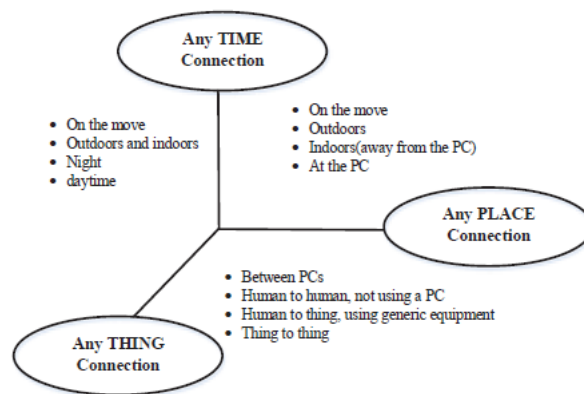 Any TIME
Connection
• On the move
• Outdoors and indoors
• Night
• daytime
• On the move
• Outdoors
• Indoors(away from the PC)
• At the PC
Any PLACE
Connection
• Between PCs
• Human to human, not using a PC
• Human to thing, using generic equipment
• Thing to thing
Any THING
Connection